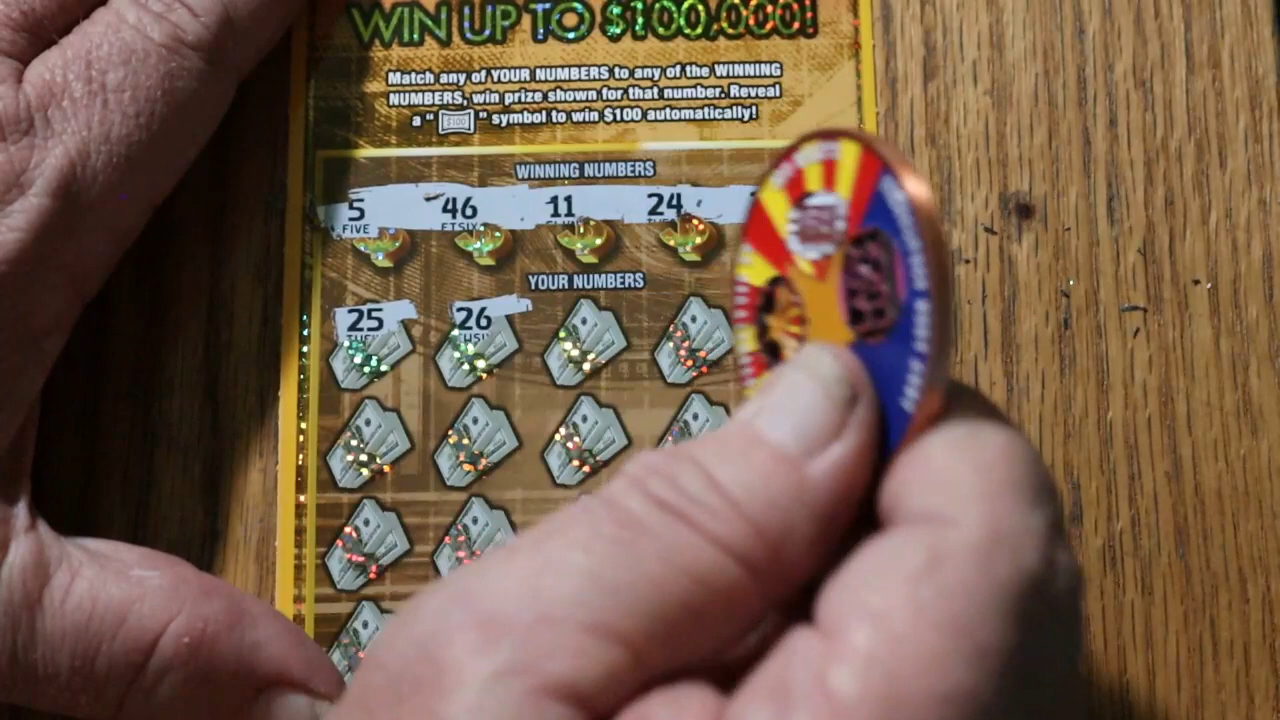 WIN UP TO $100,000!
Match any of YOUR NUMBERS to any of the WINNING
NUMBERS, win prize shown for that number. Reveal
a " $100 " symbol to win $100 automatically!
WINNING NUMBERS
5 46 11 24
FIVE
YOUR NUMBERS
25 26